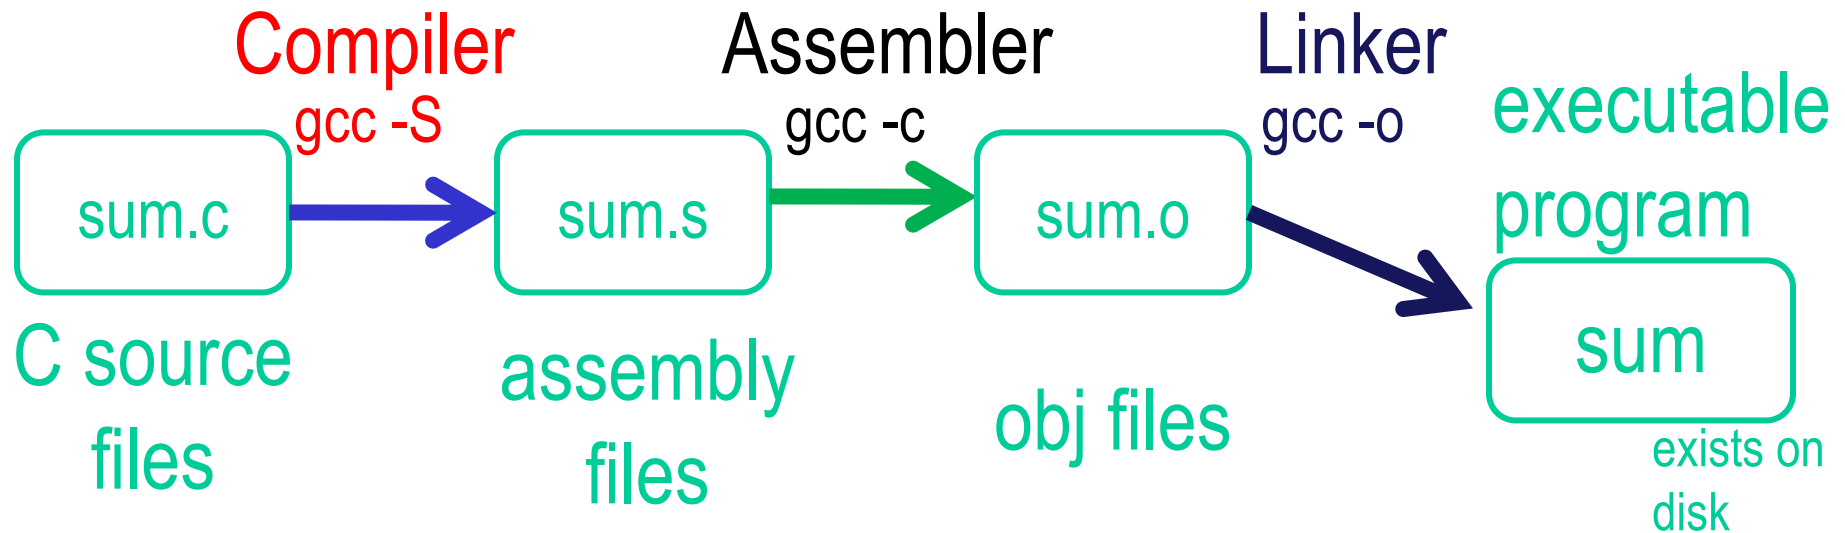 Compiler
gcc -S
Assembler
gcc -c
Linker
gcc -o
executable
program
sum.c
sum.s
sum.o
sum
C source
files
assembly
files
obj files
exists on
disk